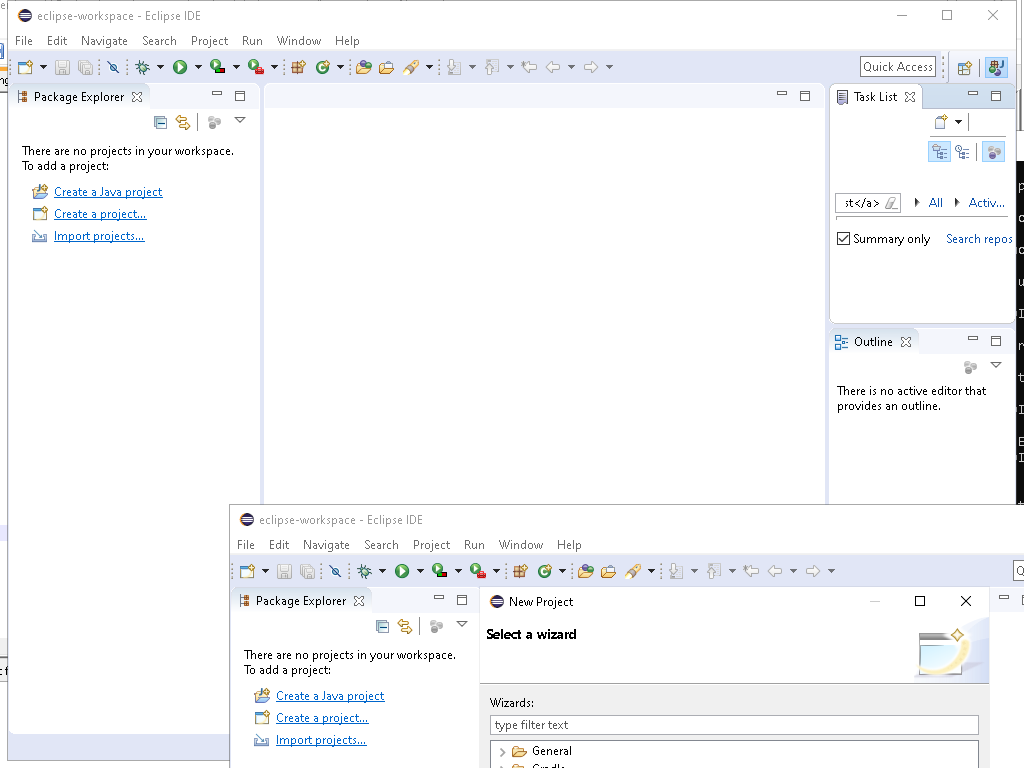 eclipse-workspace - Eclipse IDE
File Edit Navigate Search Project Run Window Help
Quick Access
Package Explorer
There are no projects in your workspace.
To add a project:
Create a Java project
Create a project...
Import projects...
Task List
st</a> All Activ...
Summary only Search repos
Outline
There is no active editor that
provides an outline.
eclipse-workspace - Eclipse IDE
File Edit Navigate Search Project Run Window Help
Package Explorer
There are no projects in your workspace.
To add a project:
Create a Java project
Create a project...
Import projects...
New Project
Select a wizard
Wizards:
type filter text
General